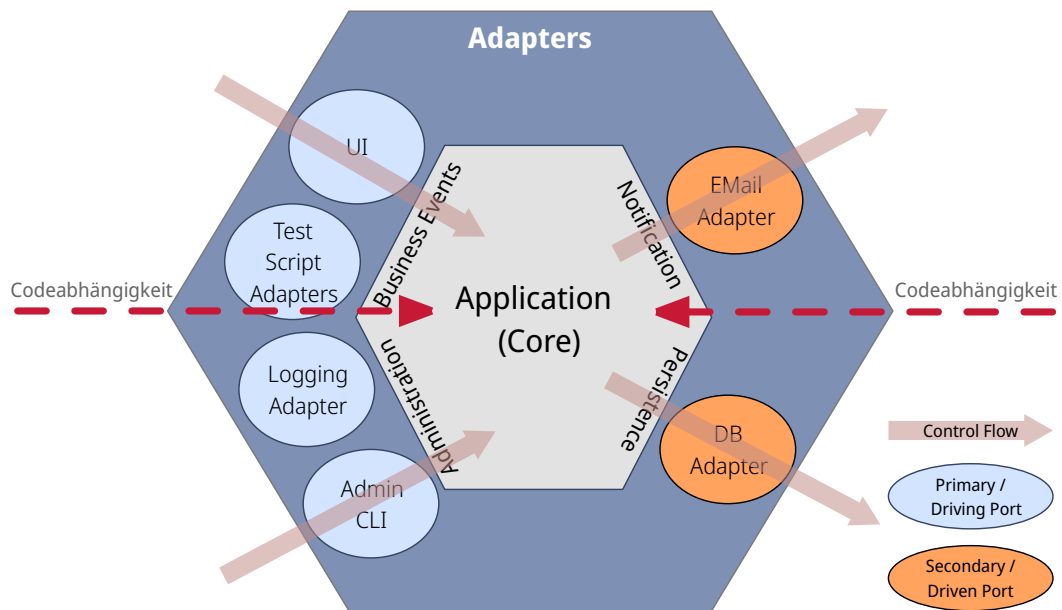 Adapters
UI
Test
Script
Adapters
Logging
Adapter
Admin
CLI
Business Events
Administration
Codeabhängigkeit
Application
(Core)
Notification
Persistence
EMail
Adapter
DB
Adapter
Codeabhängigkeit
Control Flow
Primary /
Driving Port
Secondary /
Driven Port